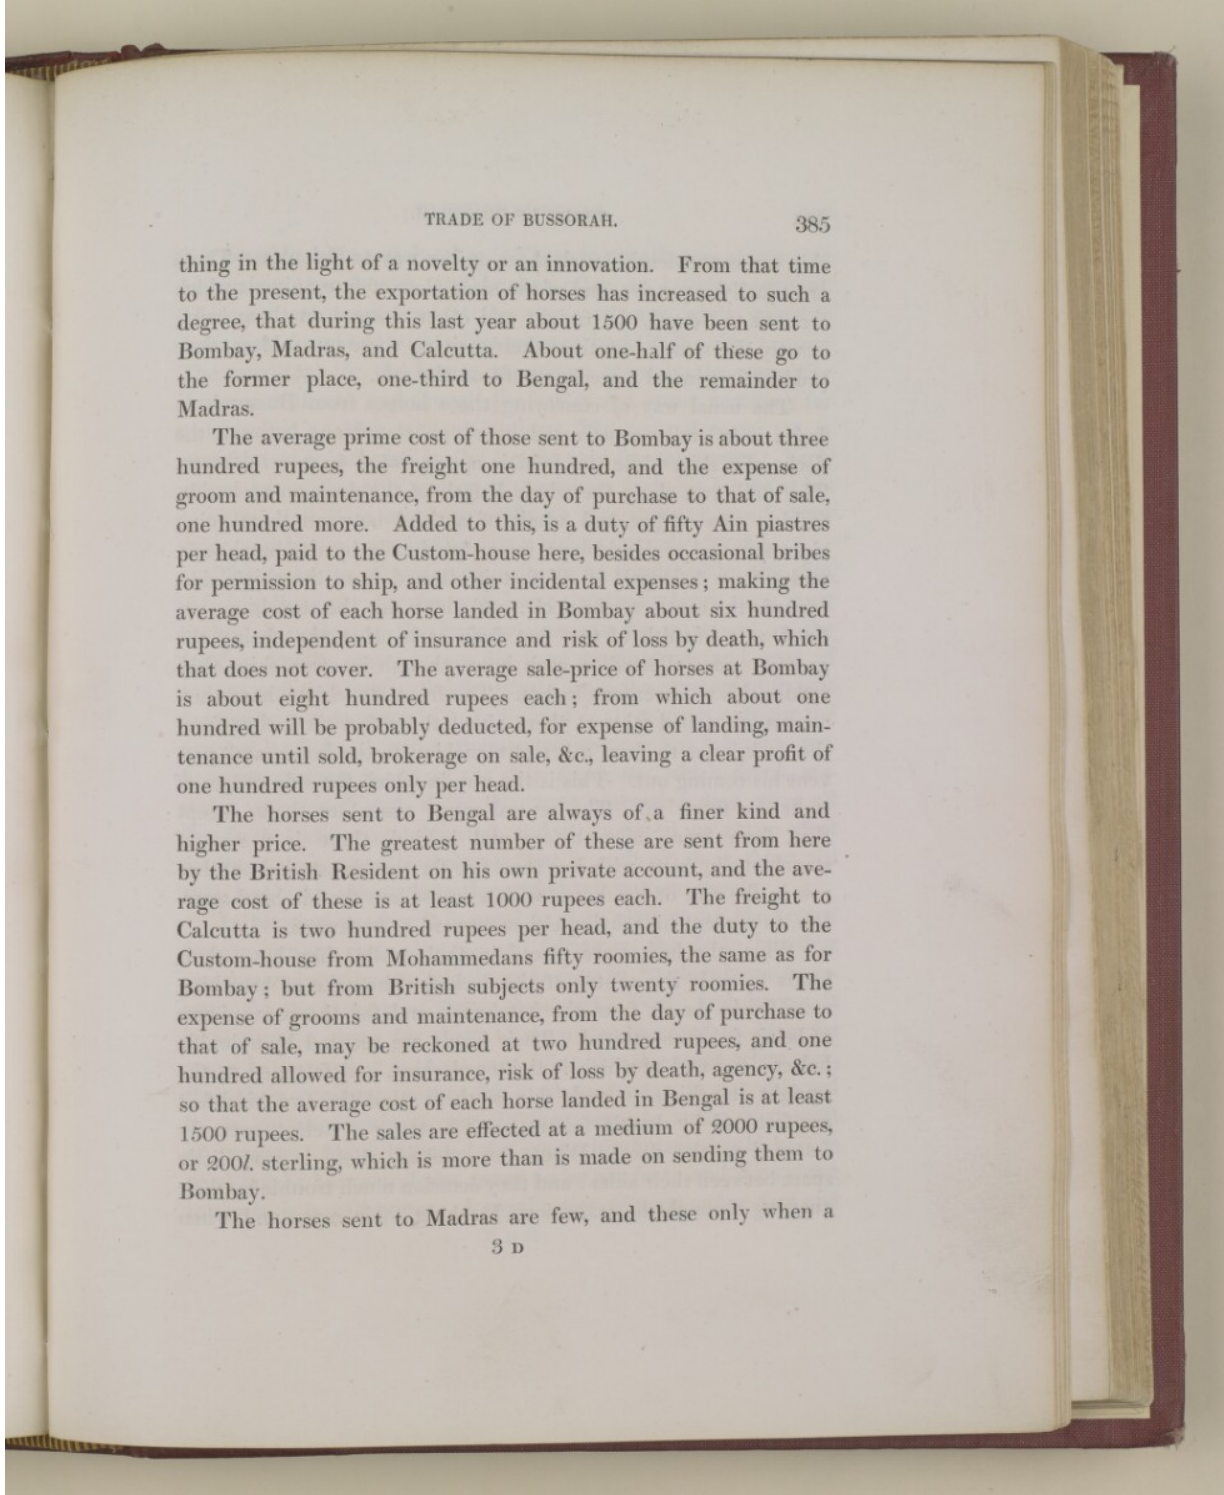 TRADE OF BUSSORAH. 385
thing in the light of a novelty or an innovation. From that time
to the present, the exportation of horses has increased to such a
degree, that during this last year about 1500 have been sent to
Bombay, Madras, and Calcutta. About one-half of these go to
the former place, one-third to Bengal, and the remainder to
Madras.
The average prime cost of those sent to Bombay is about three
hundred rupees, the freight one hundred, and the expense of
groom and maintenance, from the day of purchase to that of sale,
one hundred more. Added to this, is a duty of fifty Ain piastres
per head, paid to the Custom-house here, besides occasional bribes
for permission to ship, and other incidental expenses; making the
average cost of each horse landed in Bombay about six hundred
rupees, independent of insurance and risk of loss by death, which
that does not cover. The average sale-price of horses at Bombay
is about eight hundred rupees each; from which about one
hundred will be probably deducted, for expense of landing, main-
tenance until sold, brokerage on sale, &c., leaving a clear profit of
one hundred rupees only per head.
The horses sent to Bengal are always of a finer kind and
higher price. The greatest number of these are sent from here
by the British Resident on his own private account, and the ave-
rage cost of these is at least 1000 rupees each. The freight to
Calcutta is two hundred rupees per head, and the duty to the
Custom-house from Mohammedans fifty roomies, the same as for
Bombay; but from British subjects only twenty roomies. The
expense of grooms and maintenance, from the day of purchase to
that of sale, may be reckoned at two hundred rupees, and one
hundred allowed for insurance, risk of loss by death, agency, &c.;
so that the average cost of each horse landed in Bengal is at least
1500 rupees. The sales are effected at a medium of 2000 rupees,
or 200l. sterling, which is more than is made on sending them to
Bombay.
The horses sent to Madras are few, and these only when a
3 D